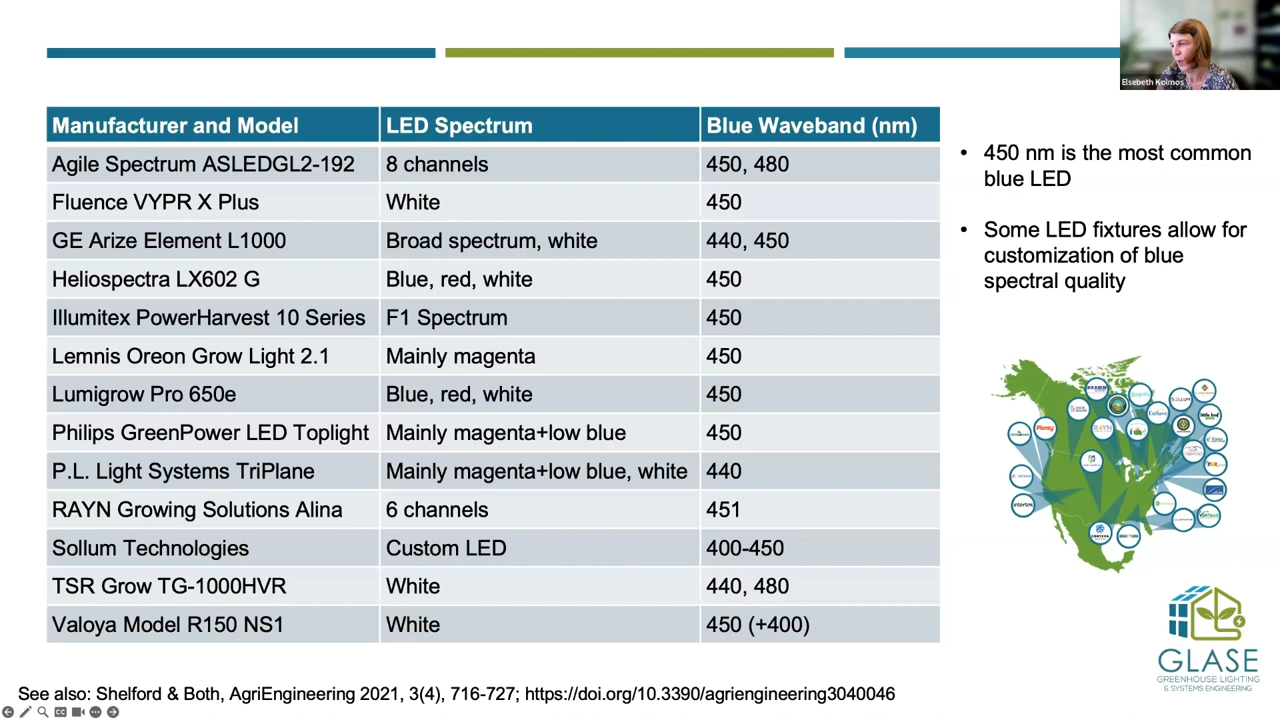 Elsebeth Kolmos
Manufacturer and Model LED Spectrum Blue Waveband (nm)
Agile Spectrum ASLEDGL2-192 8 channels 450, 480
Fluence VYPR X Plus White 450
GE Arize Element L1000 Broad spectrum, white 440, 450
Heliospectra LX602 G Blue, red, white 450
Illumitex PowerHarvest 10 Series F1 Spectrum 450
Lemnis Oreon Grow Light 2.1 Mainly magenta 450
Lumigrow Pro 650e Blue, red, white 450
Philips GreenPower LED Toplight Mainly magenta+low blue 450
P.L. Light Systems TriPlane Mainly magenta+low blue, white 440
RAYN Growing Solutions Alina 6 channels 451
Sollum Technologies Custom LED 400-450
TSR Grow TG-1000HVR White 440, 480
Valoya Model R150 NS1 White 450 (+400)
• 450 nm is the most common
blue LED
• Some LED fixtures allow for
customization of blue
spectral quality
SOLLUM
Plenty
RAYN
intertek
GLASE
GREENHOUSE LIGHTING
& SYSTEMS ENGINEERING
See also: Shelford & Both, AgriEngineering 2021, 3(4), 716-727; https://doi.org/10.3390/agriengineering3040046